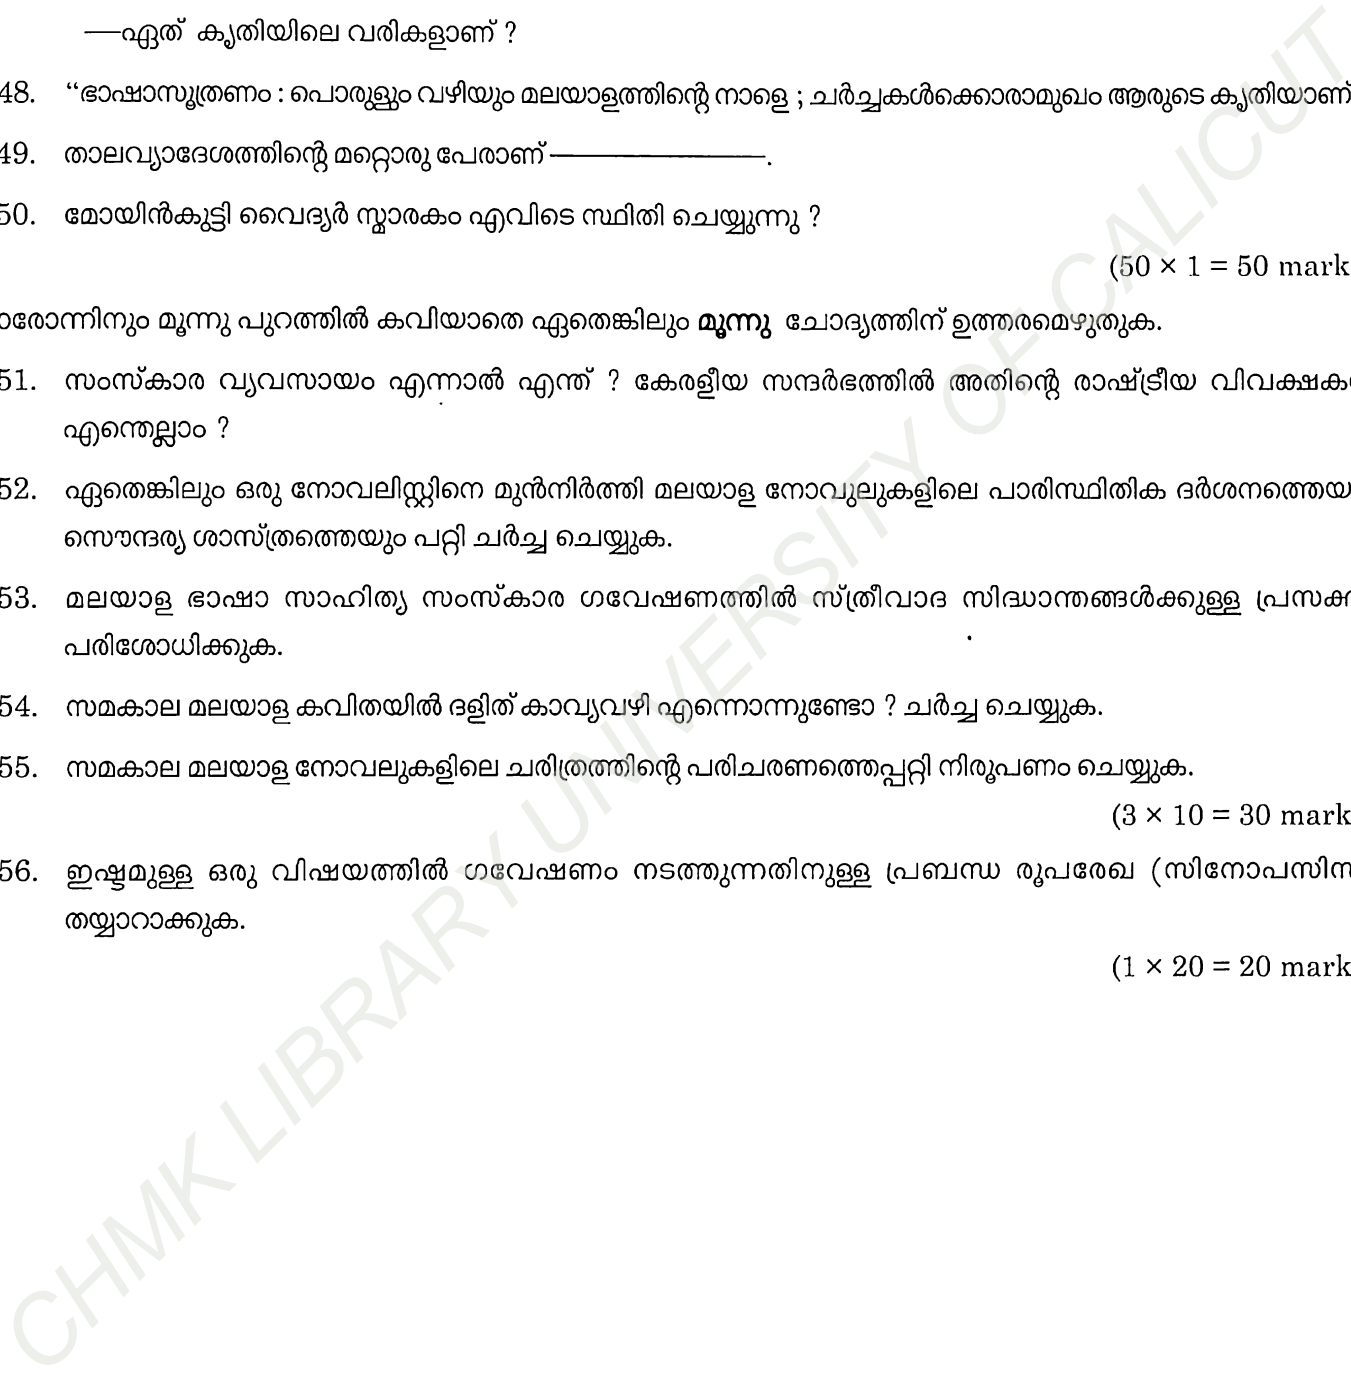 —ഏത് കൃതിയിലെ വരികളാണ് ?
48. “ഭാഷാസൂത്രണം : പൊരുളും വഴിയും മലയാളത്തിന്റെ നാളെ ; ചർച്ചകൾക്കൊരാമുഖം ആരുടെ കൃതിയാണ്
49. താലവ്യാദേശത്തിന്റെ മറ്റൊരു പേരാണ് ————————.
50. മോയിൻകുട്ടി വൈദ്യർ സ്മാരകം എവിടെ സ്ഥിതി ചെയ്യുന്നു ?
(50 × 1 = 50 mark
ാരോന്നിനും മൂന്നു പുറത്തിൽ കവിയാതെ ഏതെങ്കിലും മൂന്നു ചോദ്യത്തിന് ഉത്തരമെഴുതുക.
51. സംസ്കാര വ്യവസായം എന്നാൽ എന്ത് ? കേരളീയ സന്ദർഭത്തിൽ അതിന്റെ രാഷ്ട്രീയ വിവക്ഷക
എന്തെല്ലാം ?
52. ഏതെങ്കിലും ഒരു നോവലിസ്റ്റിനെ മുൻനിർത്തി മലയാള നോവുലുകളിലെ പാരിസ്ഥിതിക ദർശനത്തെയ
സൌന്ദര്യ ശാസ്ത്രത്തെയും പറ്റി ചർച്ച ചെയ്യുക.
53. മലയാള ഭാഷാ സാഹിത്യ സംസ്കാര ഗവേഷണത്തിൽ സ്ത്രീവാദ സിദ്ധാന്തങ്ങൾക്കുള്ള പ്രസക്ത
പരിശോധിക്കുക.
54. സമകാല മലയാള കവിതയിൽ ദളിത് കാവ്യവഴി എന്നൊന്നുണ്ടോ ? ചർച്ച ചെയ്യുക.
55. സമകാല മലയാള നോവലുകളിലെ ചരിത്രത്തിന്റെ പരിചരണത്തെപ്പറ്റി നിരൂപണം ചെയ്യുക.
(3 × 10 = 30 mark
56. ഇഷ്ടമുള്ള ഒരു വിഷയത്തിൽ ഗവേഷണം നടത്തുന്നതിനുള്ള പ്രബന്ധ രൂപരേഖ (സിനോപസിസ
തയ്യാറാക്കുക.
(1 × 20 = 20 mark
CHMK LIBRARY UNIVERSITY OF CALICUT